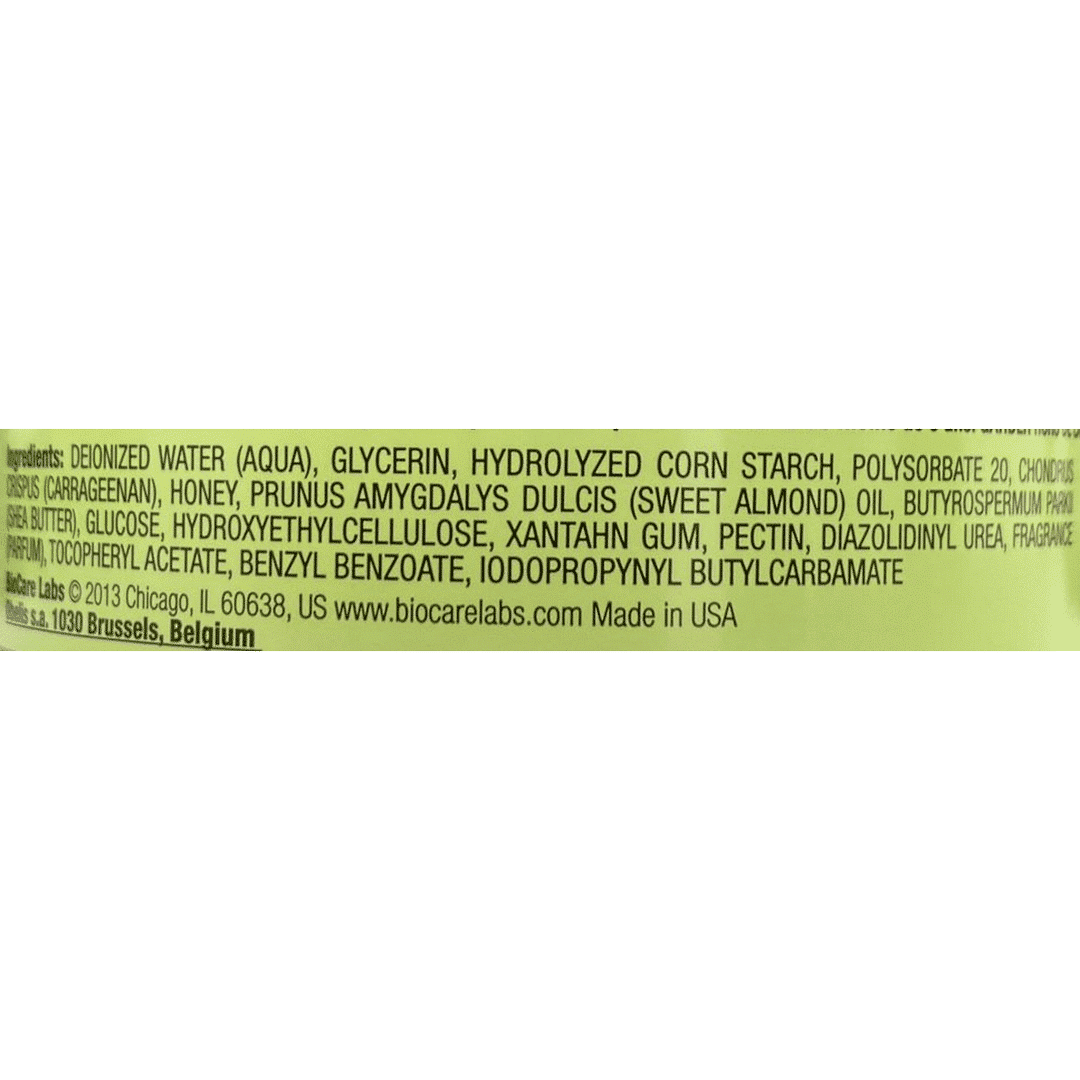 Ingredients: DEIONIZED WATER (AQUA), GLYCERIN, HYDROLYZED CORN STARCH, POLYSORBATE 20, CHONDRUS
CRISPUS (CARRAGEENAN), HONEY, PRUNUS AMYGDALYS DULCIS (SWEET ALMOND) OIL, BUTYROSPERMUM PARKII
(SHEA BUTTER), GLUCOSE, HYDROXYETHYLCELLULOSE, XANTAHN GUM, PECTIN, DIAZOLIDINYL UREA, FRAGRANCE
(PARFUM), TOCOPHERYL ACETATE, BENZYL BENZOATE, IODOPROPYNYL BUTYLCARBAMATE
BioCare Labs © 2013 Chicago, IL 60638, US www.biocarelabs.com Made in USA
s.a. 1030 Brussels, Belgium